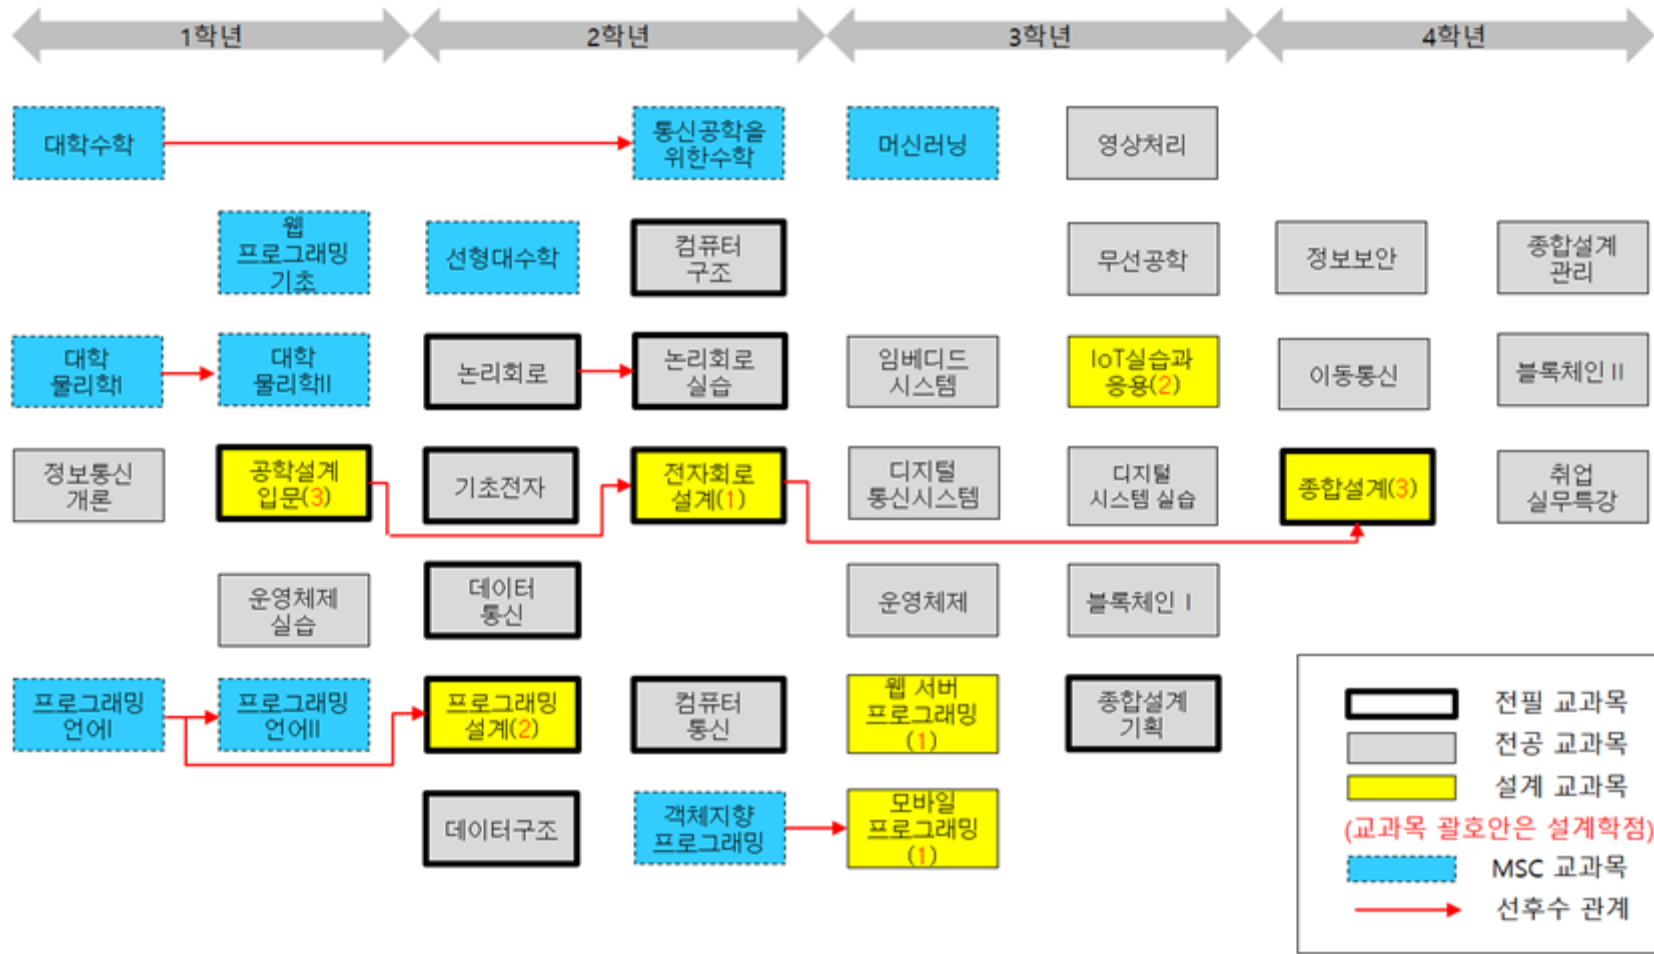 1학년
2학년
3학년
4학년
대학수학
통신공학을
위한수학
머신러닝
영상처리
웹
프로그래밍
기초
선형대수학
컴퓨터
구조
무선공학
정보보안
종합설계
관리
대학
물리학I
대학
물리학II
논리회로
논리회로
실습
임베디드
시스템
IoT실습과
응용(2)
이동통신
블록체인 II
정보통신
개론
공학설계
입문(3)
기초전자
전자회로
설계(1)
디지털
통신시스템
디지털
시스템 실습
종합설계(3)
취업
실무특강
운영체제
실습
데이터
통신
운영체제
블록체인 I
프로그래밍
언어I
프로그래밍
언어II
프로그래밍
설계(2)
컴퓨터
통신
웹 서버
프로그래밍
(1)
종합설계
기획
데이터구조
객체지향
프로그래밍
모바일
프로그래밍
(1)
전필 교과목
전공 교과목
설계 교과목
(교과목 괄호안은 설계학점)
MSC 교과목
선후수 관계